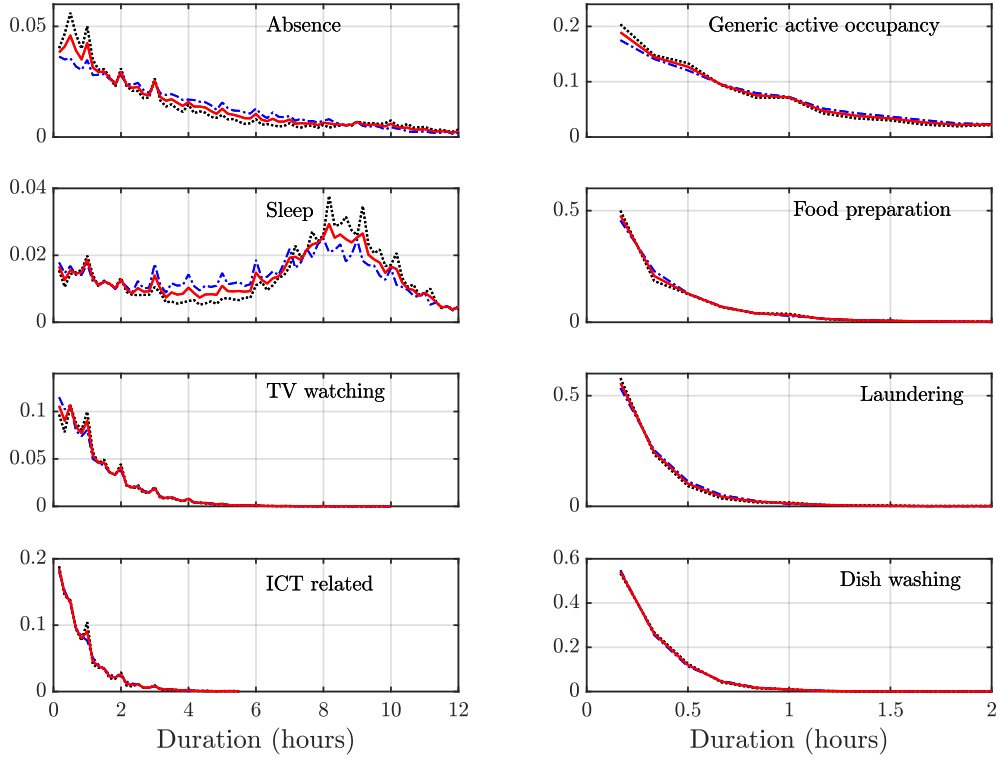 0.05
0
Absence
0.2
0.1
0
Generic active occupancy
0.04
0.02
0
Sleep
0.5
0
Food preparation
0.1
0.05
0
TV watching
0.5
0
Laundering
0.2
0.1
0
ICT related
0 2 4 6 8 10 12
Duration (hours)
0.6
0.4
0.2
0
Dish washing
0 0.5 1 1.5 2
Duration (hours)